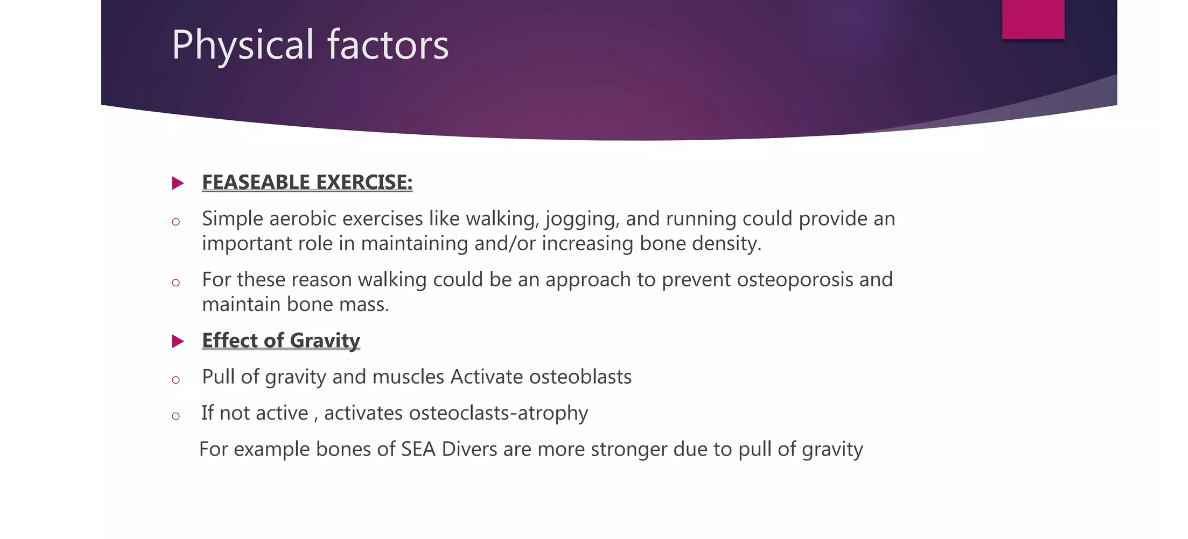 Physical factors
FEASEABLE EXERCISE:
Simple aerobic exercises like walking, jogging, and running could provide an
important role in maintaining and/or increasing bone density.
For these reason walking could be an approach to prevent osteoporosis and
maintain bone mass.
Effect of Gravity
Pull of gravity and muscles Activate osteoblasts
If not active , activates osteoclasts-atrophy
For example bones of SEA Divers are more stronger due to pull of gravity